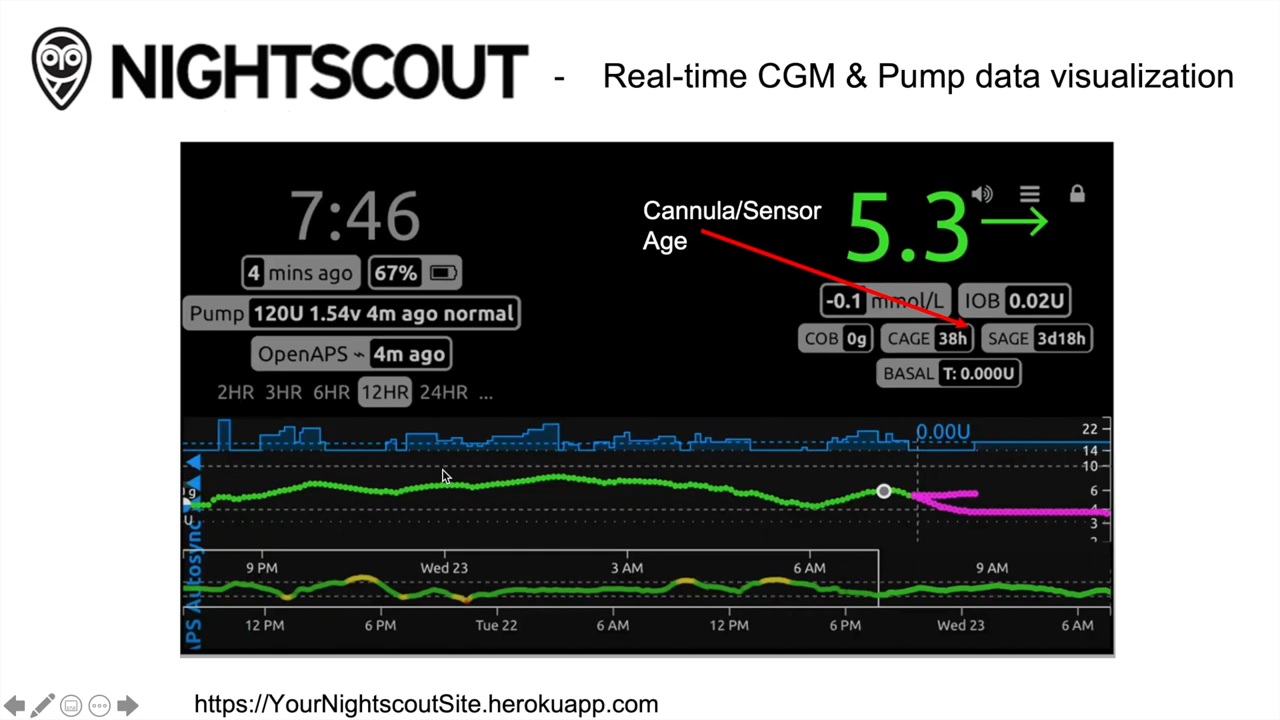 NIGHTSCOUT - Real-time CGM & Pump data visualization
7:46
4 mins ago 67%
Pump 120U 1.54v 4m ago normal
OpenAPS ⌁ 4m ago
2HR 3HR 6HR 12HR 24HR ...
Cannula/Sensor
Age
5.3
-0.1 mmol/L IOB 0.02U
COB 0g CAGE 38h SAGE 3d18h
BASAL T: 0.000U
0.00U
22
14
10
6
4
3
g
U
APS Autosync
9 PM Wed 23 3 AM 6 AM 9 AM
12 PM 6 PM Tue 22 6 AM 12 PM 6 PM Wed 23 6 AM
https://YourNightscoutSite.herokuapp.com